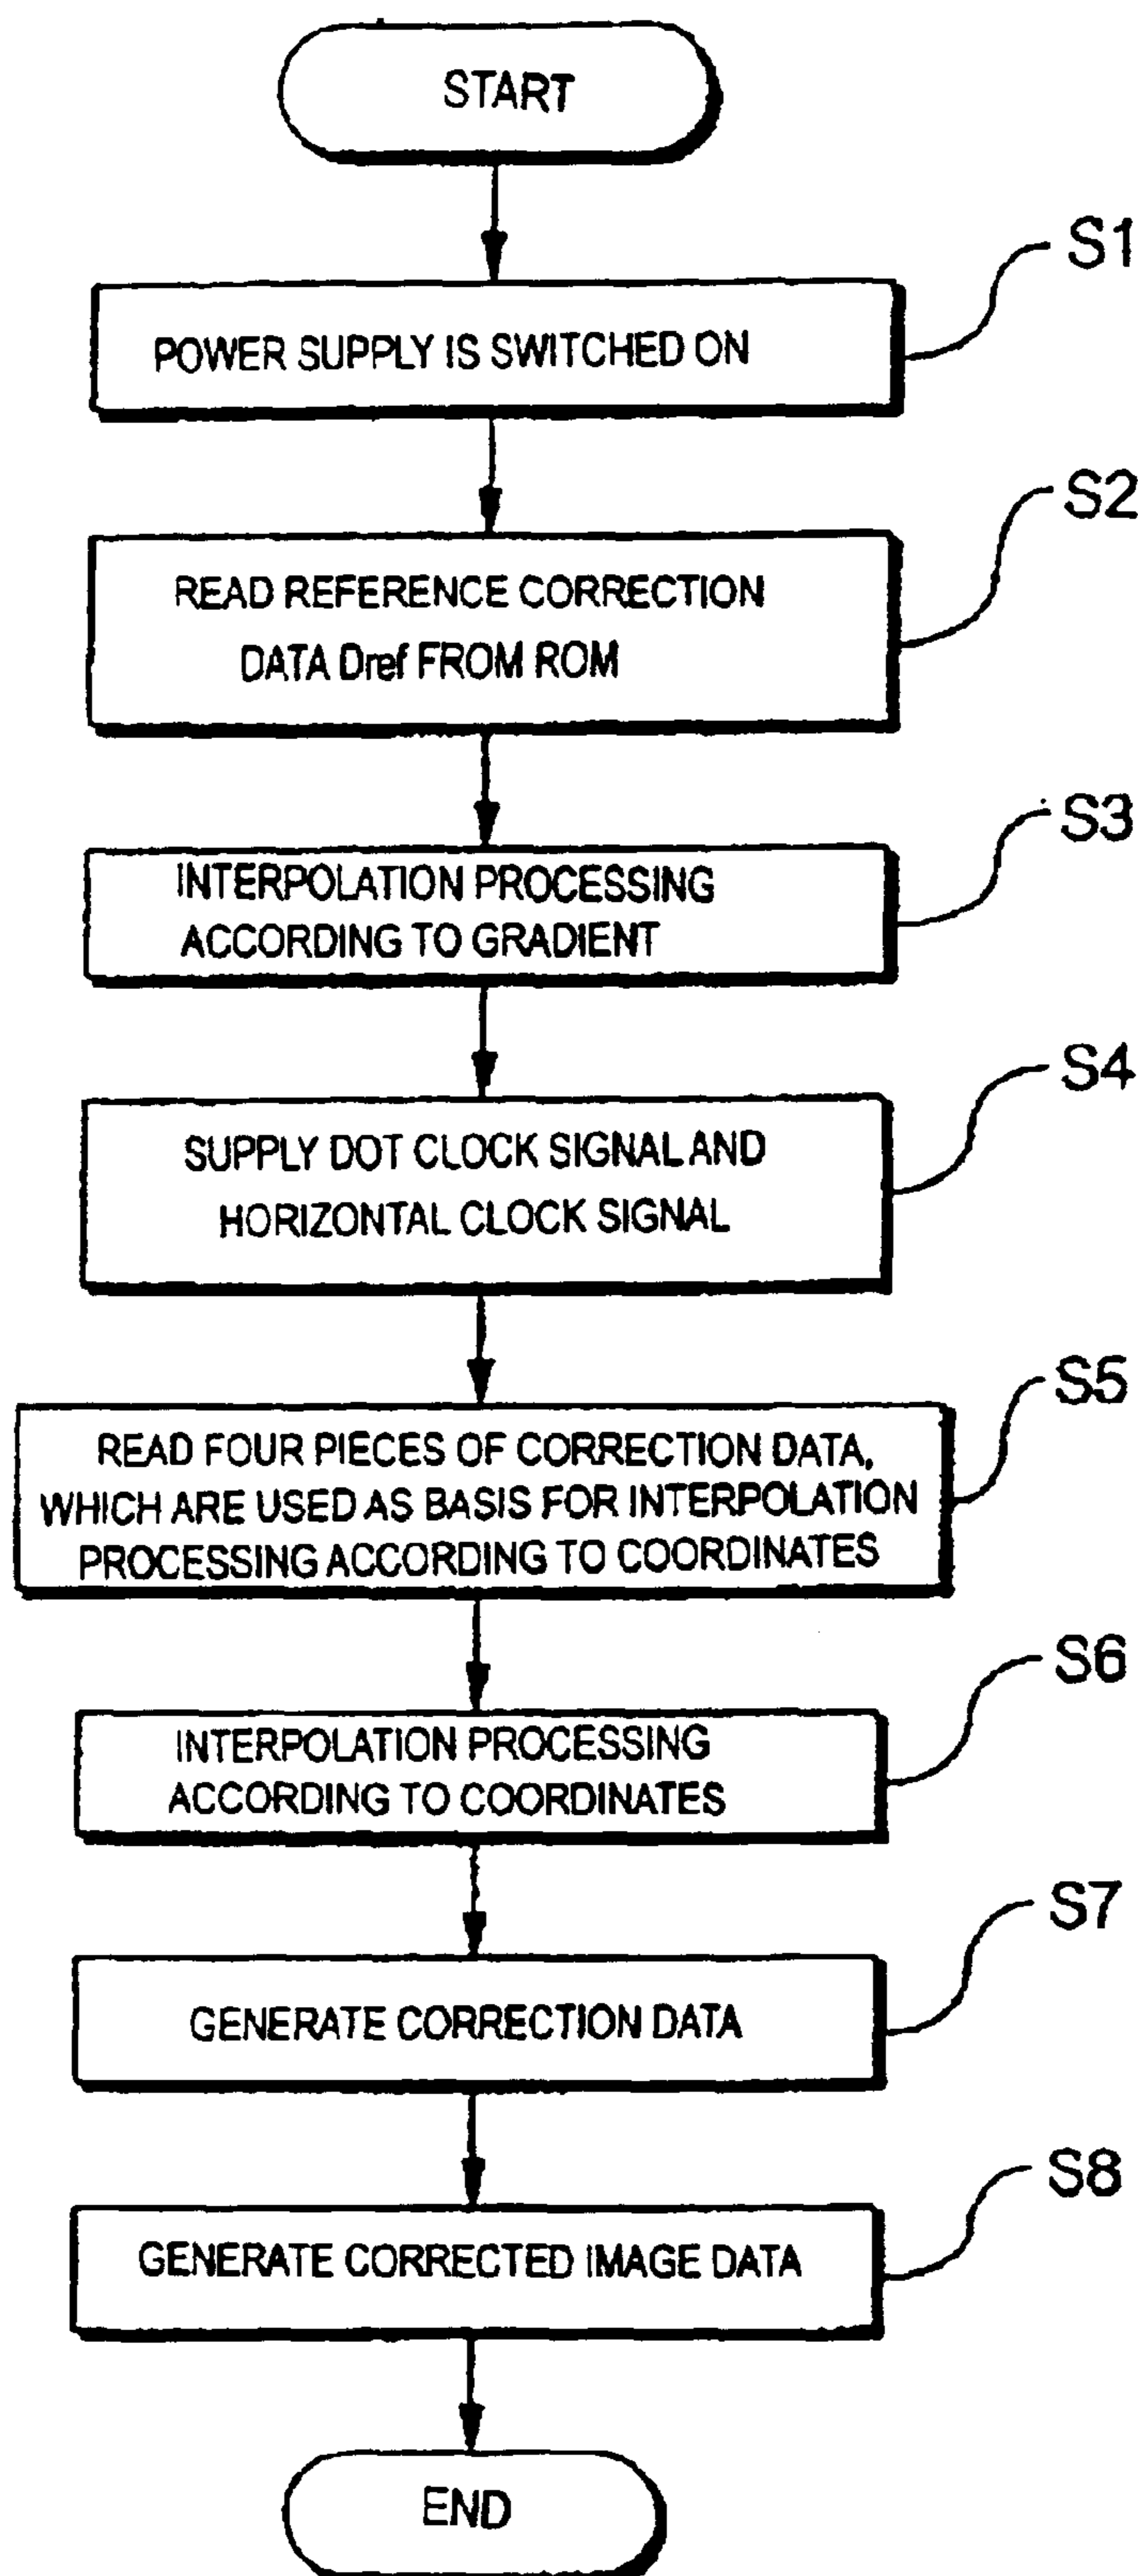 START
S1
POWER SUPPLY IS SWITCHED ON
S2
READ REFERENCE CORRECTION
DATA Dref FROM ROM
S3
INTERPOLATION PROCESSING
ACCORDING TO GRADIENT
S4
SUPPLY DOT CLOCK SIGNAL AND
HORIZONTAL CLOCK SIGNAL
S5
READ FOUR PIECES OF CORRECTION DATA,
WHICH ARE USED AS BASIS FOR INTERPOLATION
PROCESSING ACCORDING TO COORDINATES
S6
INTERPOLATION PROCESSING
ACCORDING TO COORDINATES
S7
GENERATE CORRECTION DATA
S8
GENERATE CORRECTED IMAGE DATA
END